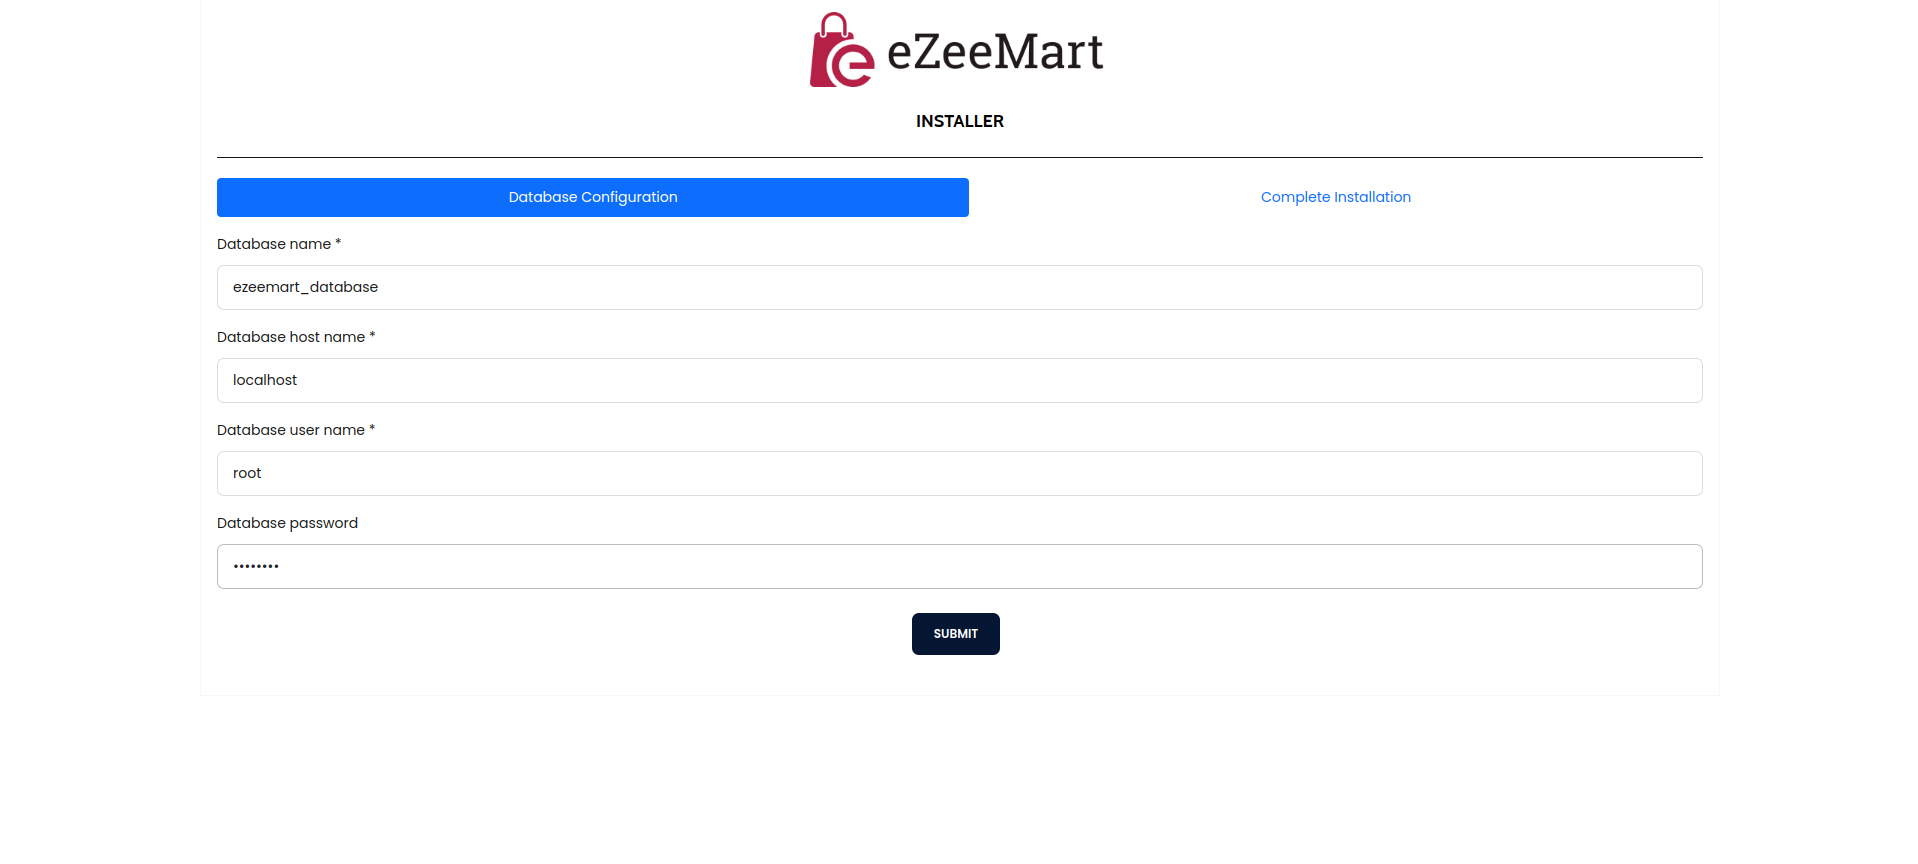 eZeeMart
INSTALLER
Database Configuration
Complete Installation
Database name *
ezeemart_database
Database host name *
localhost
Database user name *
root
Database password
••••••••
SUBMIT